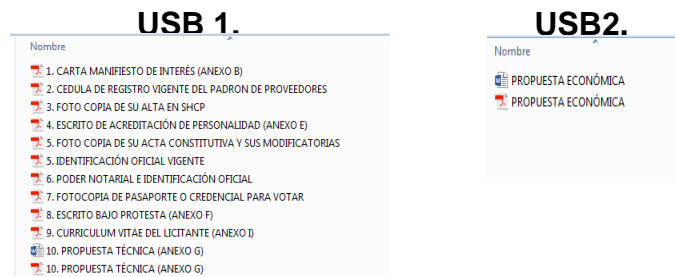 USB 1.
Nombre
1. CARTA MANIFIESTO DE INTERÉS (ANEXO B)
2. CEDULA DE REGISTRO VIGENTE DEL PADRON DE PROVEEDORES
3. FOTO COPIA DE SU ALTA EN SHCP
4. ESCRITO DE ACREDITACIÓN DE PERSONALIDAD (ANEXO E)
5. FOTO COPIA DE SU ACTA CONSTITUTIVA Y SUS MODIFICATORIAS
5. IDENTIFICACIÓN OFICIAL VIGENTE
6. PODER NOTARIAL E IDENTIFICACIÓN OFICIAL
7. FOTOCOPIA DE PASAPORTE O CREDENCIAL PARA VOTAR
8. ESCRITO BAJO PROTESTA (ANEXO F)
9. CURRICULUM VITAE DEL LICITANTE (ANEXO I)
10. PROPUESTA TÉCNICA (ANEXO G)
10. PROPUESTA TÉCNICA (ANEXO G)
USB2.
Nombre
PROPUESTA ECONÓMICA
PROPUESTA ECONÓMICA